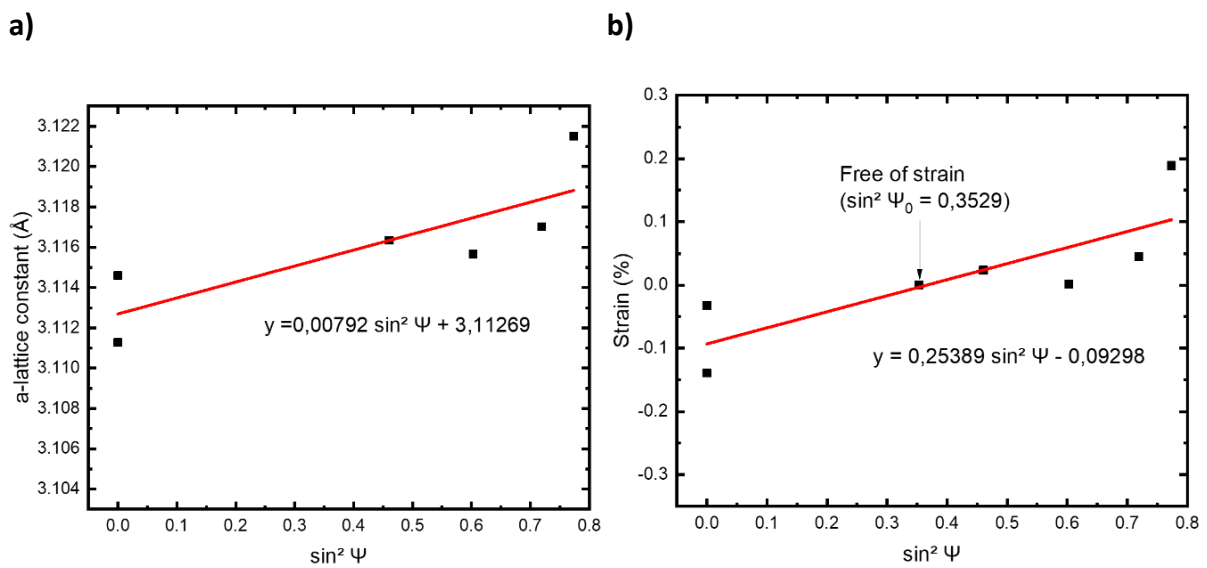 a)
3.122
3.120
3.118
3.116
3.114
3.112
3.110
3.108
3.106
3.104
a-lattice constant (Å)
y =0,00792 sin² Ψ + 3,11269
0.0 0.1 0.2 0.3 0.4 0.5 0.6 0.7 0.8
sin² Ψ
b)
0.3
0.2
0.1
0.0
-0.1
-0.2
-0.3
Strain (%)
Free of strain
(sin² Ψ₀ = 0,3529)
y = 0,25389 sin² Ψ - 0,09298
0.0 0.1 0.2 0.3 0.4 0.5 0.6 0.7 0.8
sin² Ψ